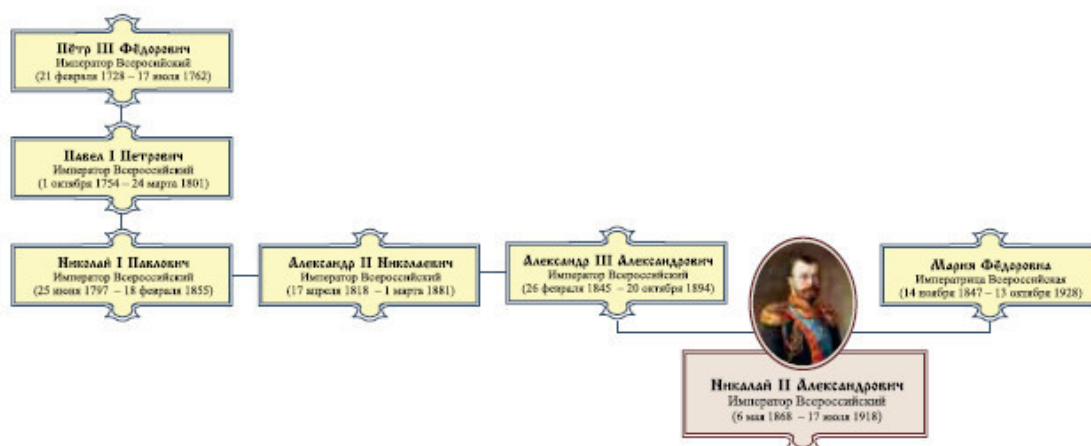 Пётр III Фёдорович
Император Всероссийский
(21 февраля 1728 – 17 июля 1762)
Павел I Петрович
Император Всероссийский
(1 октября 1754 – 24 марта 1801)
Николай I Павлович
Император Всероссийский
(25 июня 1797 – 18 февраля 1855)
Александр II Николаевич
Император Всероссийский
(17 апреля 1818 – 1 марта 1881)
Александр III Александрович
Император Всероссийский
(26 февраля 1845 – 20 октября 1894)
Мария Фёдоровна
Императрица Всероссийская
(14 ноября 1847 – 13 октября 1928)
Никалай II Александрович
Император Всероссийский
(6 мая 1868 – 17 июля 1918)